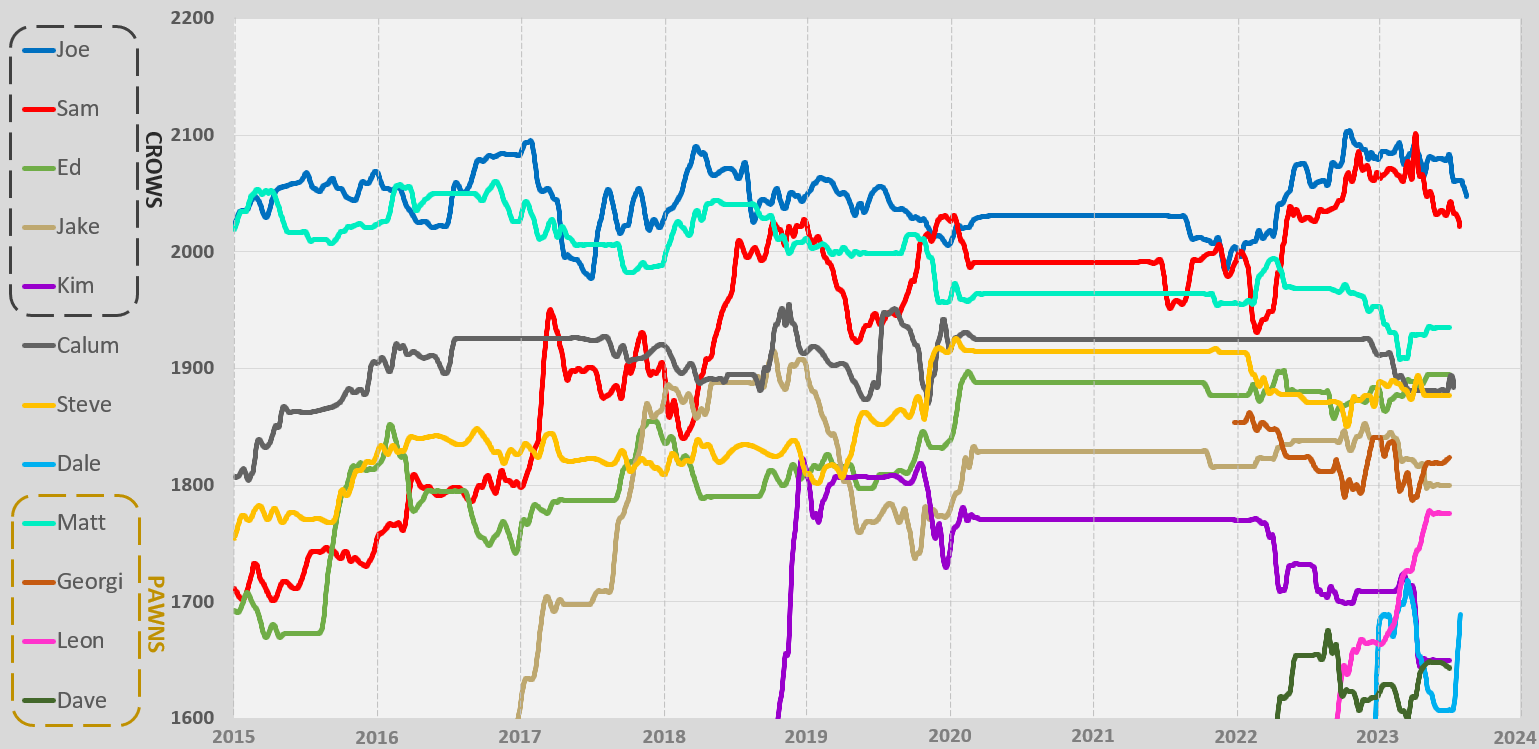 2200
2100
2000
1900
1800
1700
1600
Joe
Sam
Ed
Jake
Kim
Calum
Steve
Dale
Matt
Georgi
Leon
Dave
CROWS
PAWNS
2015
2016
2017
2018
2019
2020
2021
2022
2023
2024